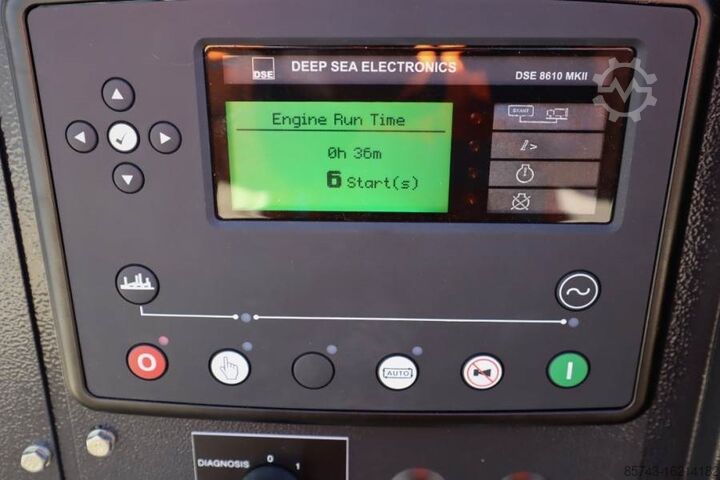 DSE
DEEP SEA ELECTRONICS
DSE 8610 MKII
Engine Run Time
0h 36m
6 Start(s)
START
AUTO
DIAGNOSIS
0
1
85743-16214182